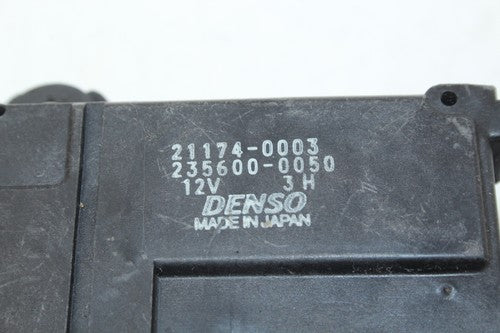 21174-0003
235600-0050
12V 3H
DENSO
MADE IN JAPAN